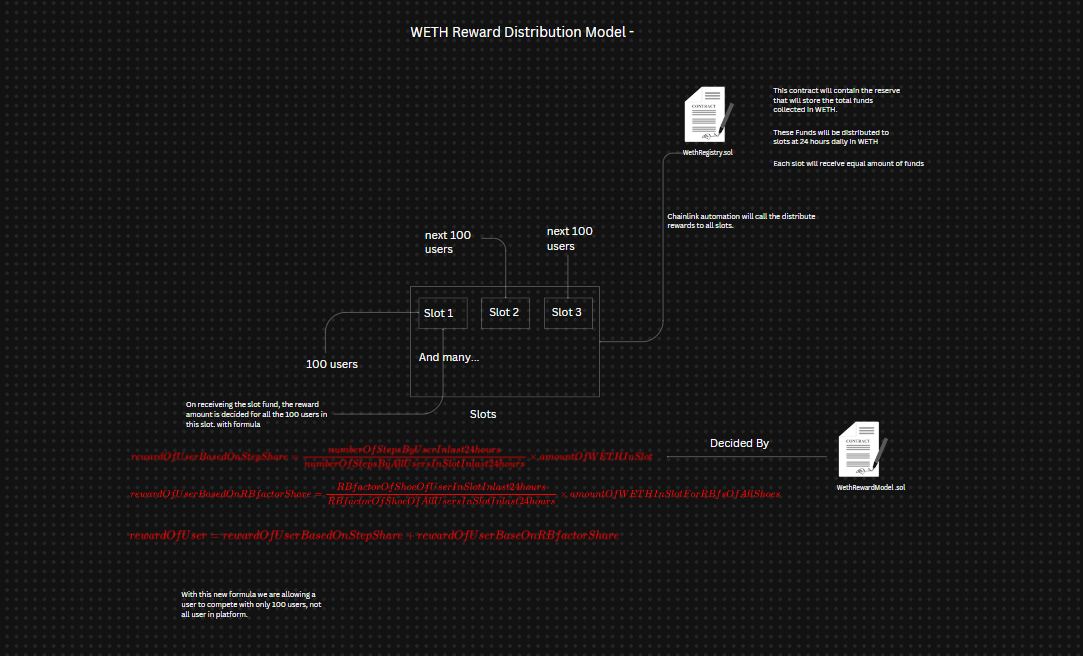 WETH Reward Distribution Model -
CONTRACT
WethRegistry.sol
This contract will contain the reserve
that will store the total funds
collected in WETH.
These Funds will be distributed to
slots at 24 hours daily in WETH
Each slot will receive equal amount of funds
Chainlink automation will call the distribute
rewards to all slots.
next 100
users
next 100
users
Slot 1
Slot 2
Slot 3
And many...
100 users
Slots
On receiveing the slot fund, the reward
amount is decided for all the 100 users in
this slot. with formula
rewardOfUserBasedOnStepShare = numberOfStepsByUserInlast24hours / numberOfStepsByAllUsersInSlotInlast24hours × amountOfWETHInSlot
rewardOfUserBasedOnRBfactorShare = RBfactorOfShoeOfUserInSlotInlast24hours / RBfactorOfShoeOfAllUsersInSlotInlast24hours × amountOfWETHInSlotForRBfsOfAllShoes
rewardOfUser = rewardOfUserBasedOnStepShare + rewardOfUserBaseOnRBfactorShare
Decided By
CONTRACT
WethRewardModel.sol
With this new formula we are allowing a
user to compete with only 100 users, not
all user in platform.